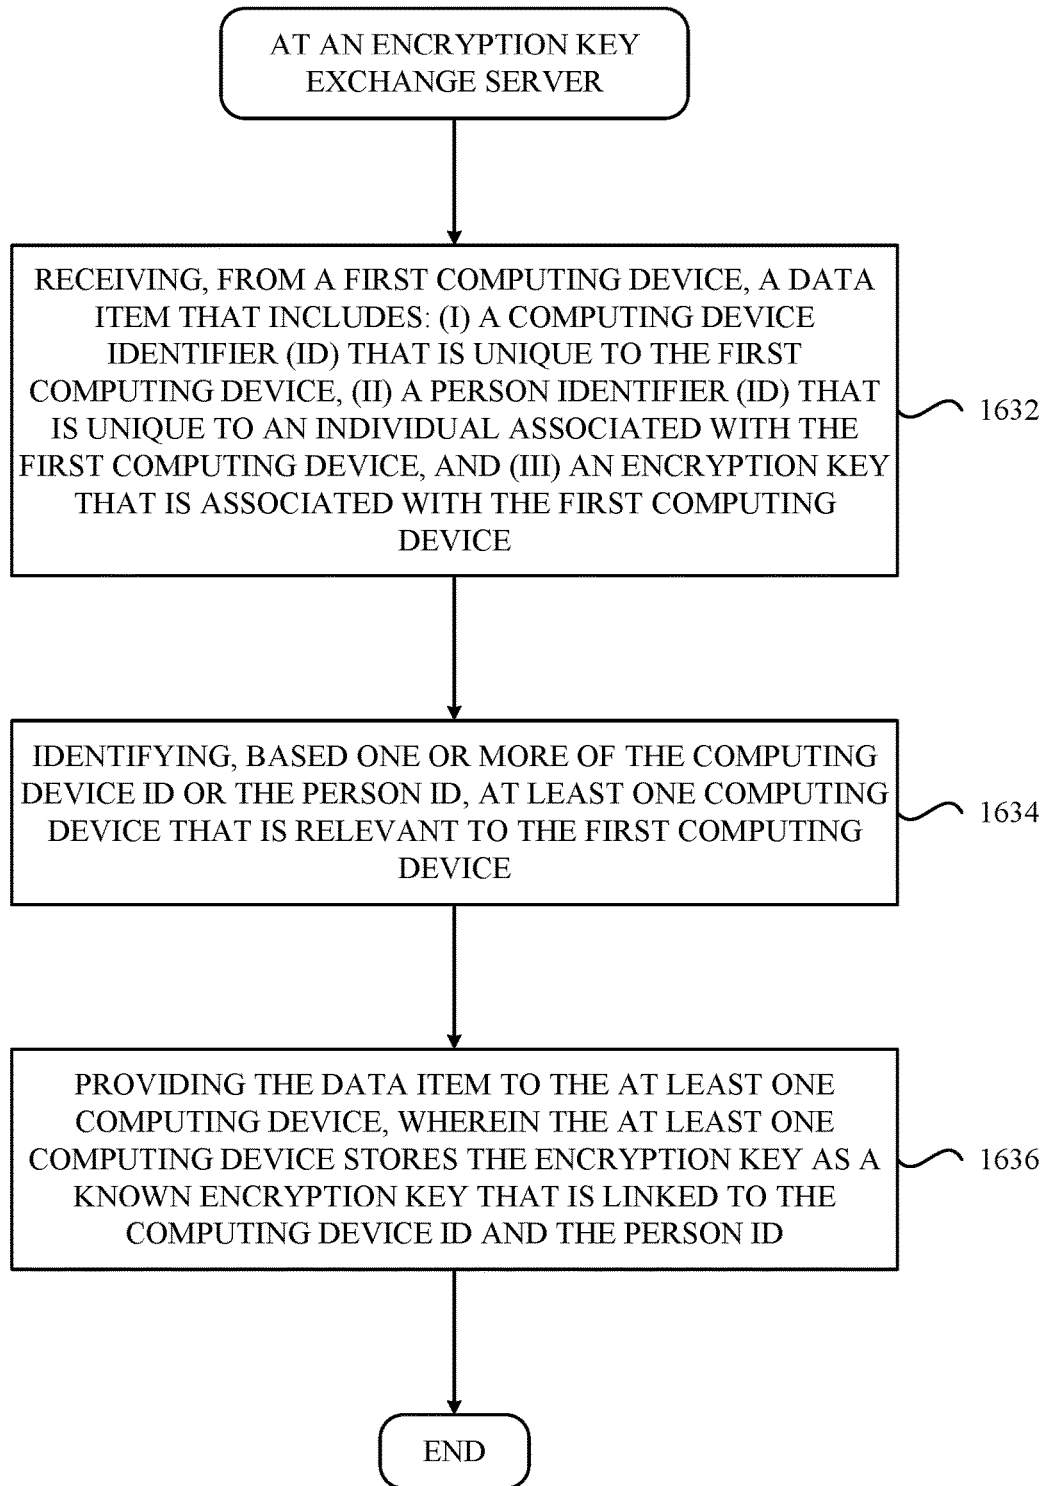 AT AN ENCRYPTION KEY
EXCHANGE SERVER
RECEIVING, FROM A FIRST COMPUTING DEVICE, A DATA
ITEM THAT INCLUDES: (I) A COMPUTING DEVICE
IDENTIFIER (ID) THAT IS UNIQUE TO THE FIRST
COMPUTING DEVICE, (II) A PERSON IDENTIFIER (ID) THAT
IS UNIQUE TO AN INDIVIDUAL ASSOCIATED WITH THE
FIRST COMPUTING DEVICE, AND (III) AN ENCRYPTION KEY
THAT IS ASSOCIATED WITH THE FIRST COMPUTING
DEVICE
1632
IDENTIFYING, BASED ONE OR MORE OF THE COMPUTING
DEVICE ID OR THE PERSON ID, AT LEAST ONE COMPUTING
DEVICE THAT IS RELEVANT TO THE FIRST COMPUTING
DEVICE
1634
PROVIDING THE DATA ITEM TO THE AT LEAST ONE
COMPUTING DEVICE, WHEREIN THE AT LEAST ONE
COMPUTING DEVICE STORES THE ENCRYPTION KEY AS A
KNOWN ENCRYPTION KEY THAT IS LINKED TO THE
COMPUTING DEVICE ID AND THE PERSON ID
1636
END